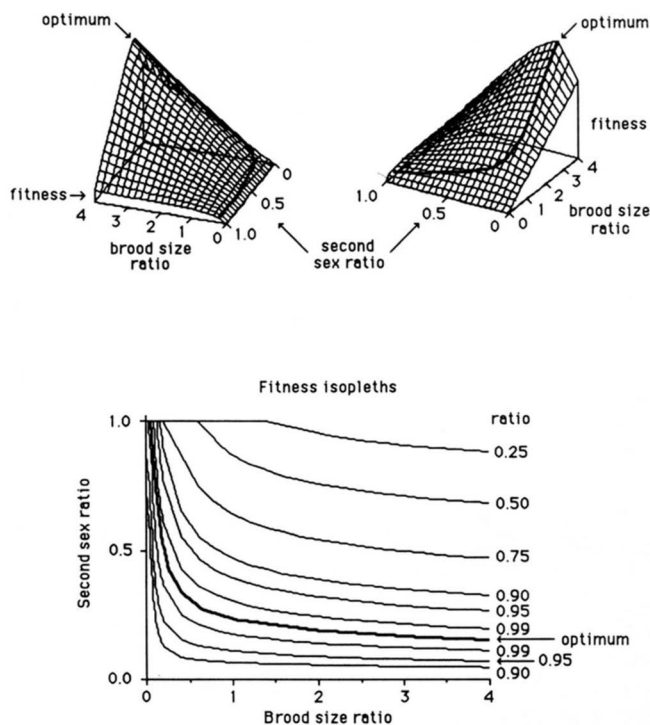 optimum
optimum
fitness
fitness
4
3
2
1
0
1.0
0.5
0
brood size
ratio
second
sex ratio
1.0
0.5
0
0
1
2
3
4
brood size
ratic
Fitness isopleths
ratio
1.0
0.5
0.0
Second sex ratio
0.25
0.50
0.75
0.90
0.95
0.99
optimum
0.99
0.95
0.90
0
1
2
3
4
Brood size ratio